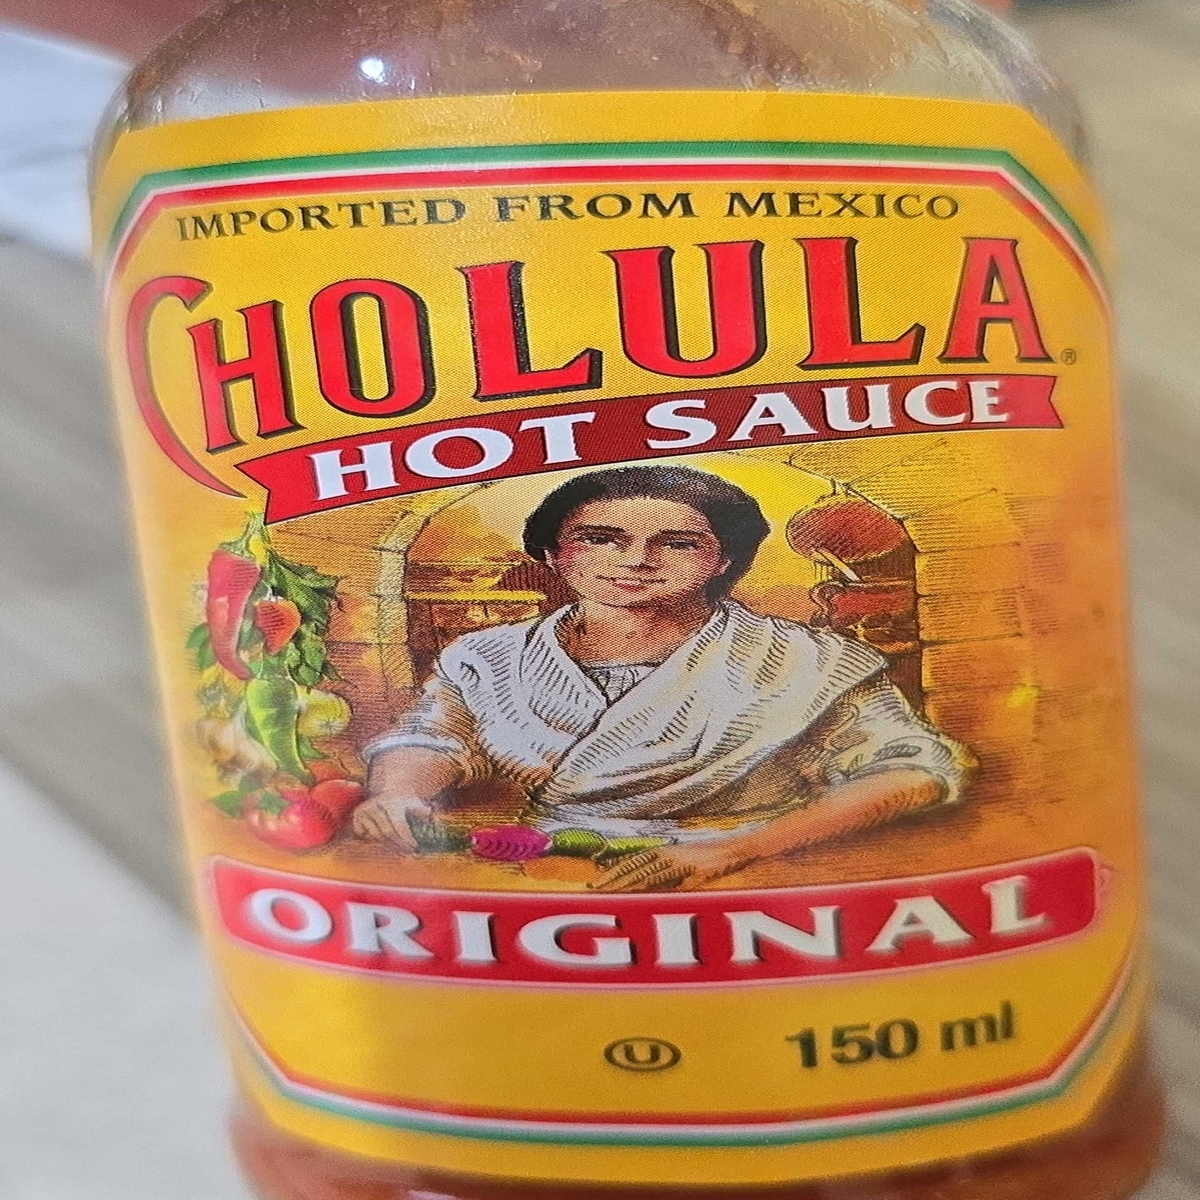 IMPORTED FROM MEXICO
CHOLULA®
HOT SAUCE
ORIGINAL
Ⓤ 150 ml